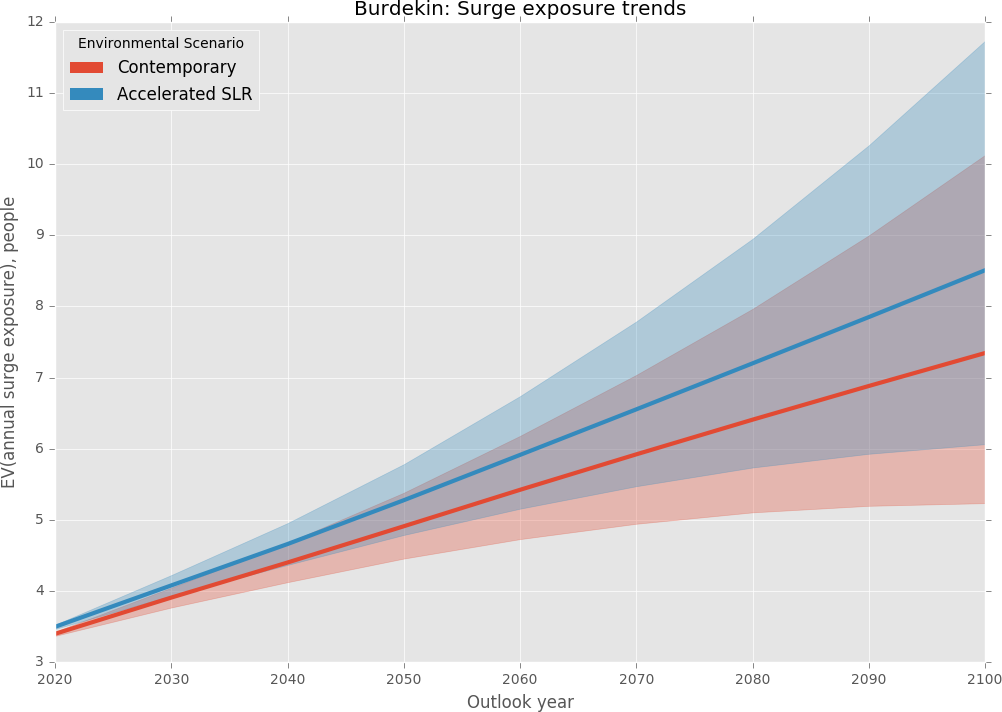 Burdekin: Surge exposure trends
Environmental Scenario
Contemporary
Accelerated SLR
EV(annual surge exposure), people
12
11
10
9
8
7
6
5
4
3
2020 2030 2040 2050 2060 2070 2080 2090 2100
Outlook year